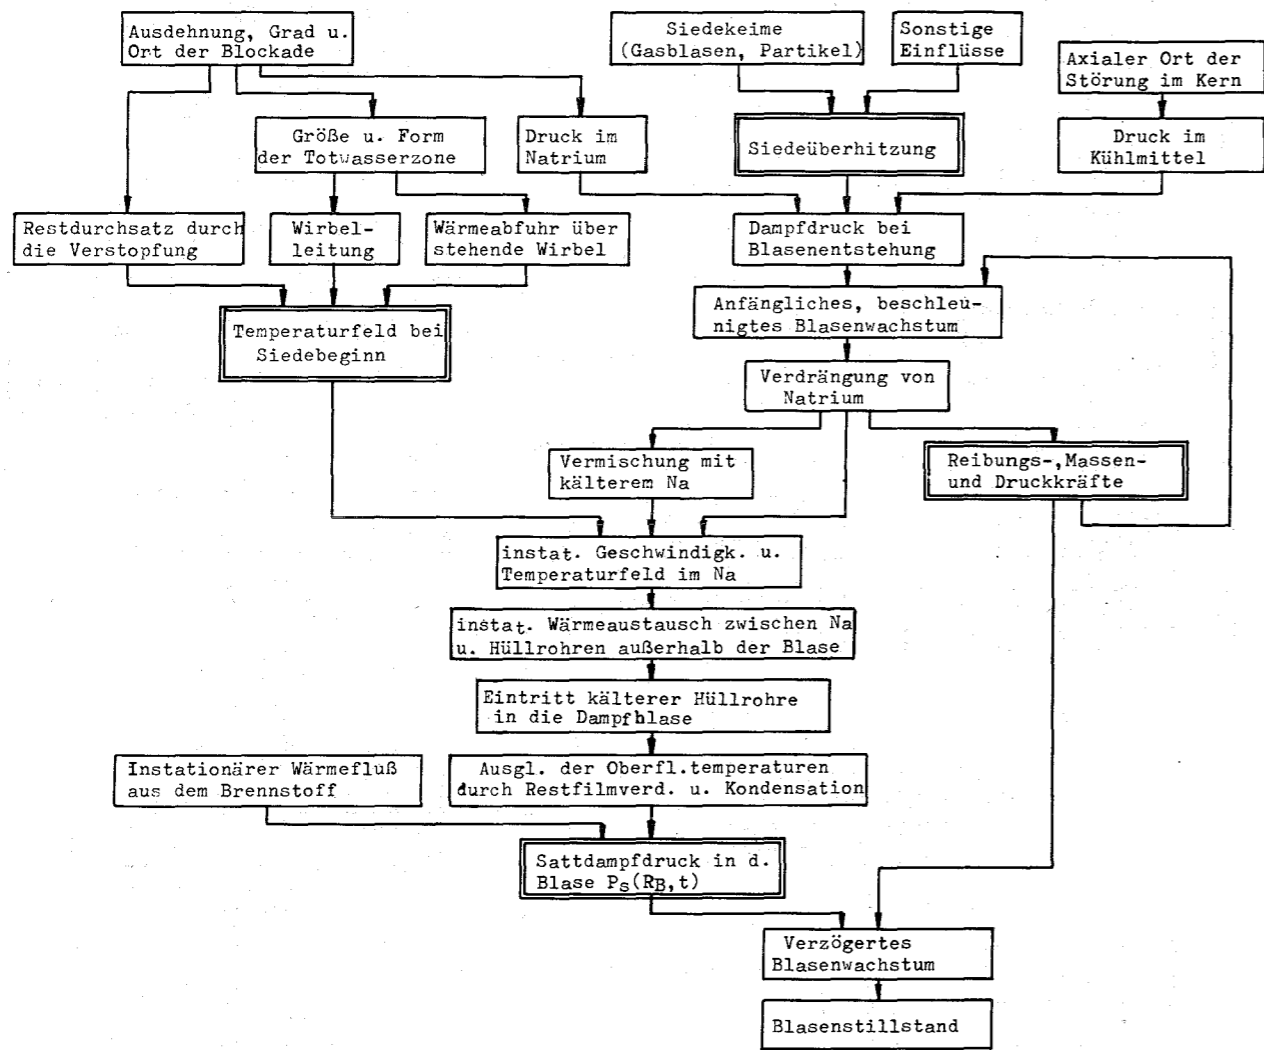 Ausdehnung, Grad u.
Ort der Blockade
Siedekeime
(Gasblasen, Partikel)
Sonstige
Einflüsse
Axialer Ort der
Störung im Kern
Größe u. Form
der Totwasserzone
Druck im
Natrium
Siedeüberhitzung
Druck im
Kühlmittel
Restdurchsatz durch
die Verstopfung
Wirbel-
leitung
Wärmeabfuhr über
stehende Wirbel
Dampfdruck bei
Blasenentstehung
Anfängliches, beschleu-
nigtes Blasenwachstum
Temperaturfeld bei
Siedebeginn
Verdrängung von
Natrium
Vermischung mit
kälterem Na
Reibungs-,Massen-
und Druckkräfte
instat. Geschwindigk. u.
Temperaturfeld im Na
instat. Wärmeaustausch zwischen Na
u. Hüllrohren außerhalb der Blase
Eintritt kälterer Hüllrohre
in die Dampfblase
Instationärer Wärmefluß
aus dem Brennstoff
Ausgl. der Oberfl.temperaturen
durch Restfilmverd. u. Kondensation
Sattdampfdruck in d.
Blase PS(RB,t)
Verzögertes
Blasenwachstum
Blasenstillstand